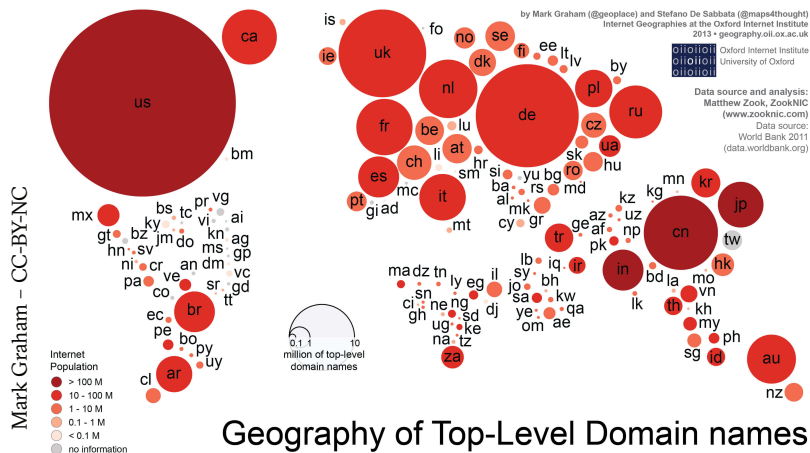 by Mark Graham (@geoplace) and Stefano De Sabbata (@maps4thought)
Internet Geographies at the Oxford Internet Institute
2013 • geography.oii.ox.ac.uk
oiioiioii
oiioiioii
oiioiioii
Oxford Internet Institute
University of Oxford
Data source and analysis:
Matthew Zook, ZookNIC
(www.zooknic.com)
Data source:
World Bank 2011
(data.worldbank.org)
us
ca
bm
mx
gt
bz
hn
sv
ni
cr
pa
bs
tc
pr
vg
ky
jm
do
vi
ai
kn
ag
ms
gp
an
dm
ve
vc
co
sr
gd
tt
br
ec
pe
bo
py
ar
uy
cl
is
fo
ie
uk
no
se
fi
ee
lt
lv
dk
by
nl
de
pl
ru
fr
be
lu
cz
ua
li
at
ch
hr
sk
hu
es
mc
sm
si
yu
bg
ro
pt
gi
ad
it
ba
rs
md
al
mk
mt
cy
gr
tr
ge
az
kz
kg
mn
uz
af
pk
np
kr
jp
cn
tw
in
hk
bd
la
mo
vn
lk
th
kh
my
ph
sg
id
au
nz
lb
iq
ir
sy
jo
bh
sa
kw
qa
ye
om
ae
ma
dz
tn
ly
eg
il
sn
ci
gh
ne
ng
dj
sd
ug
ke
na
tz
za
0.1
1
10
million of top-level
domain names
Internet
Population
> 100 M
10 - 100 M
1 - 10 M
0.1 - 1 M
< 0.1 M
no information
Mark Graham – CC-BY-NC
Geography of Top-Level Domain names